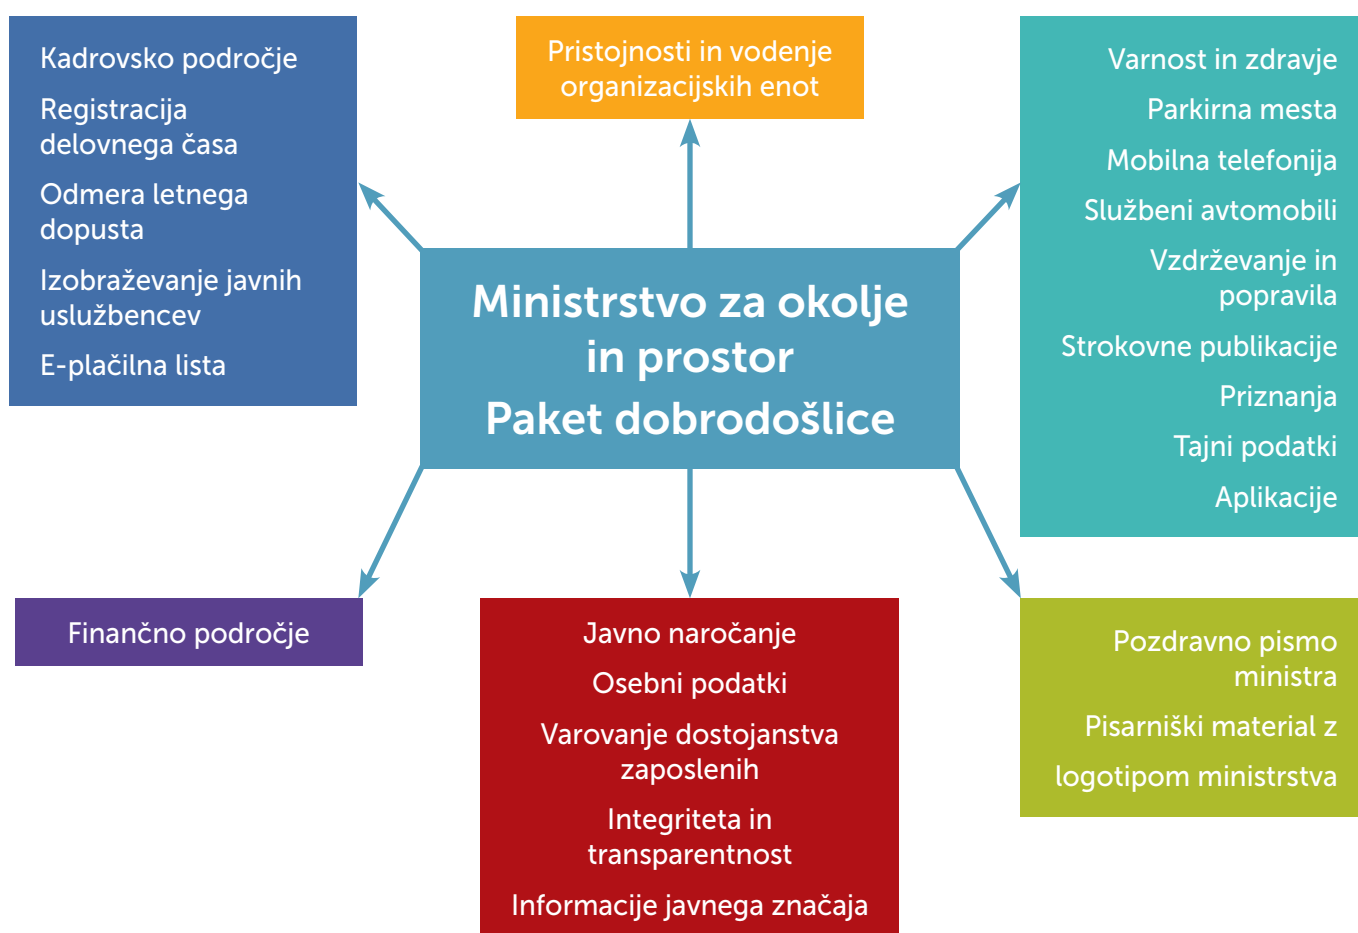 Kadrovsko področje
Registracija
delovnega časa
Odmera letnega
dopusta
Izobraževanje javnih
uslužbencev
E-plačilna lista
Pristojnosti in vodenje
organizacijskih enot
Varnost in zdravje
Parkirna mesta
Mobilna telefonija
Službeni avtomobili
Vzdrževanje in
popravila
Strokovne publikacije
Priznanja
Tajni podatki
Aplikacije
Ministrstvo za okolje
in prostor
Paket dobrodošlice
Finančno področje
Javno naročanje
Osebni podatki
Varovanje dostojanstva
zaposlenih
Integriteta in
transparentnost
Informacije javnega značaja
Pozdravno pismo
ministra
Pisarniški material z
logotipom ministrstva